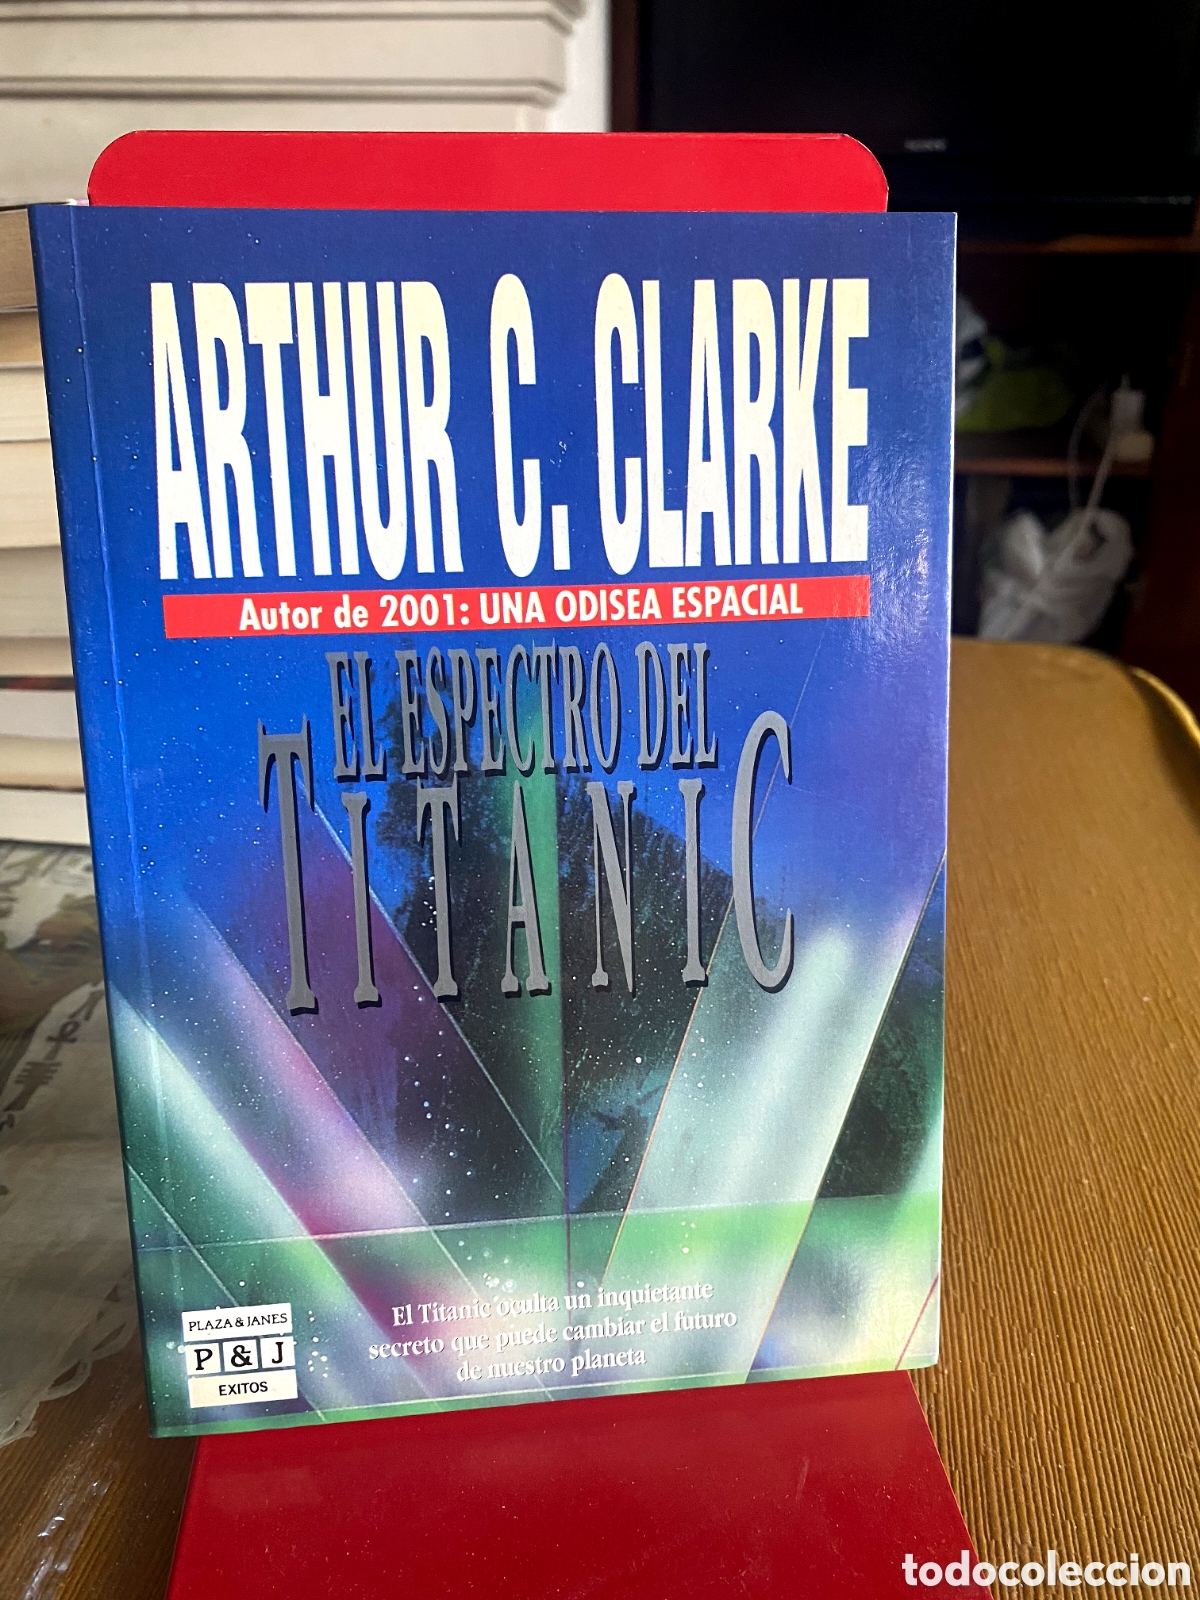 ARTHUR C. CLARKE
Autor de 2001: UNA ODISEA ESPACIAL
EL ESPECTRO DEL
TITANIC
El Titanic oculta un inquietante
secreto que puede cambiar el futuro
de nuestro planeta
PLAZA & JANES
P & J
EXITOS
todocoleccion